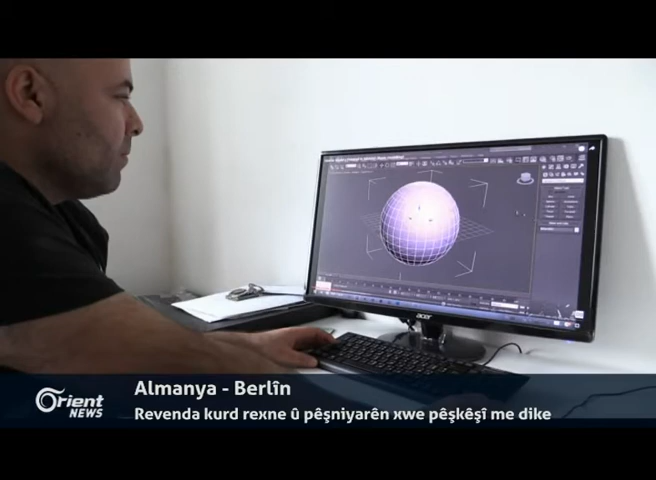 acer
Orient
NEWS
Almanya - Berlîn
Revenda kurd rexne û pêşniyarên xwe pêşkêşî me dike